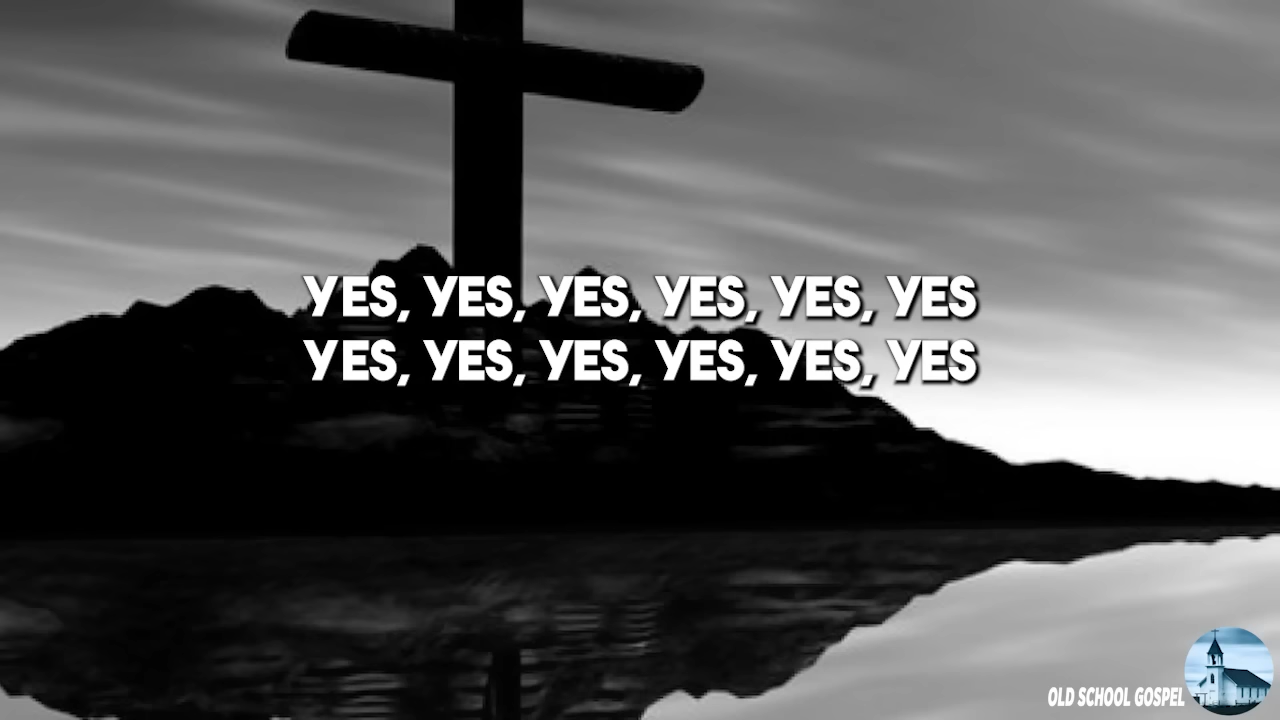 YES, YES, YES, YES, YES, YES
YES, YES, YES, YES, YES, YES
OLD SCHOOL GOSPEL